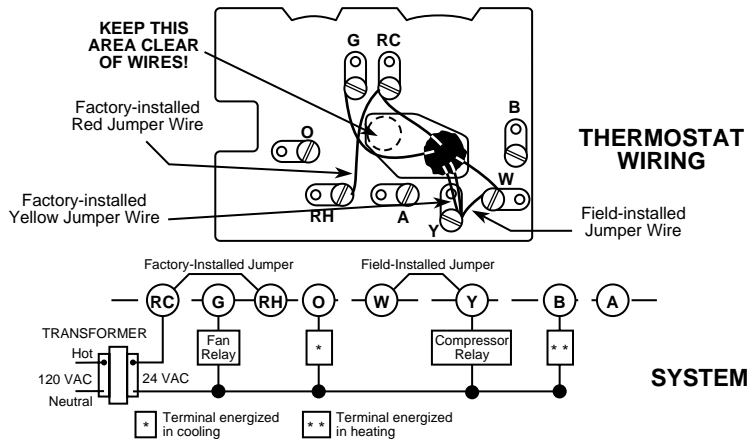 KEEP THIS
AREA CLEAR
OF WIRES!
G RC
Factory-installed
Red Jumper Wire
O
B
THERMOSTAT
WIRING
Factory-installed
Yellow Jumper Wire
RH
A
Y
W
Field-installed
Jumper Wire
Factory-Installed Jumper
Field-Installed Jumper
RC G RH O W Y B A
TRANSFORMER
Hot
120 VAC
Neutral
24 VAC
Fan
Relay
*
Compressor
Relay
* *
SYSTEM
* Terminal energized
in cooling
* * Terminal energized
in heating